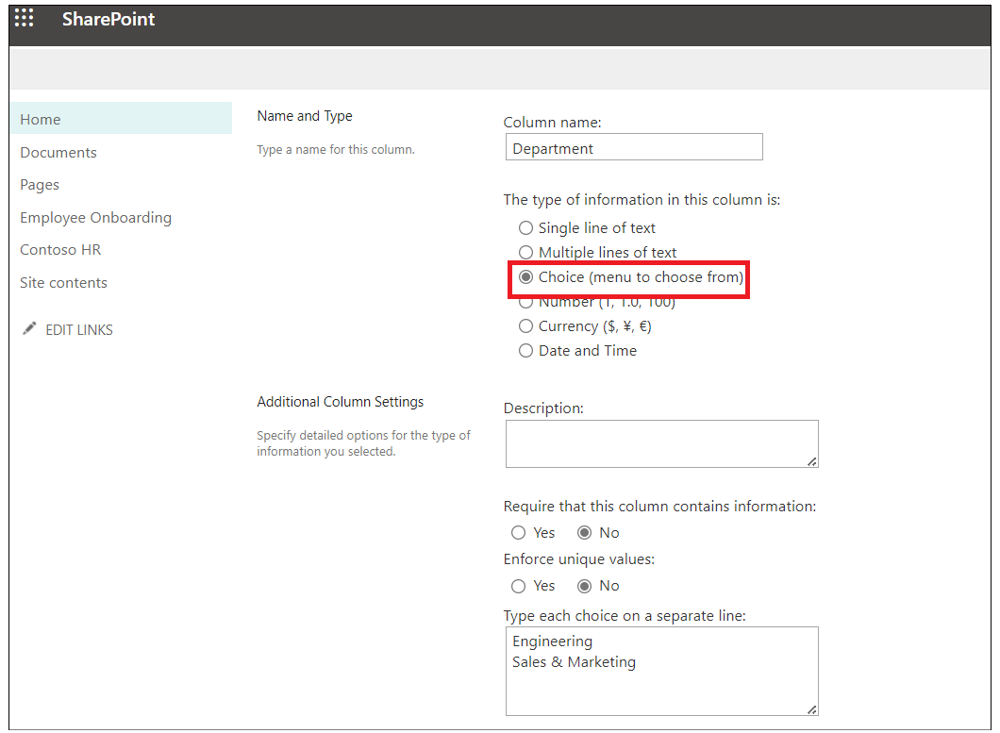 SharePoint
Home
Documents
Pages
Employee Onboarding
Contoso HR
Site contents
EDIT LINKS
Name and Type
Type a name for this column.
Column name:
Department
The type of information in this column is:
Single line of text
Multiple lines of text
Choice (menu to choose from)
Number (1, 1.0, 100)
Currency ($, ¥, €)
Date and Time
Additional Column Settings
Specify detailed options for the type of
information you selected.
Description:
Require that this column contains information:
Yes No
Enforce unique values:
Yes No
Type each choice on a separate line:
Engineering
Sales & Marketing